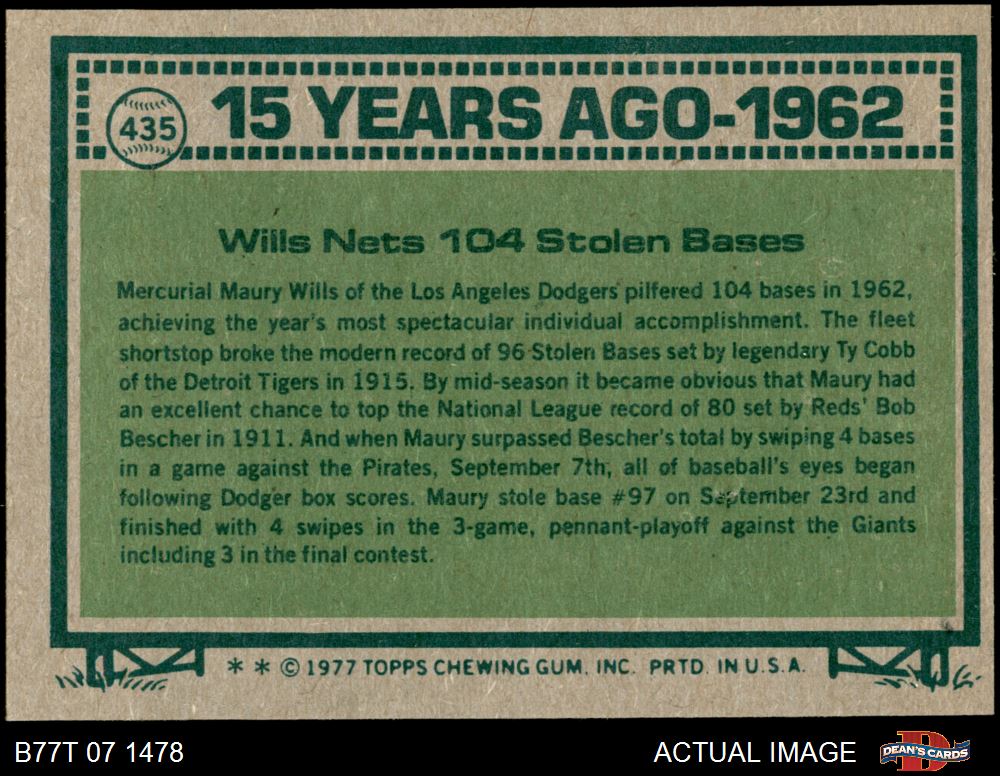 435
15 YEARS AGO-1962
Wills Nets 104 Stolen Bases
Mercurial Maury Wills of the Los Angeles Dodgers pilfered 104 bases in 1962,
achieving the year's most spectacular individual accomplishment. The fleet
shortstop broke the modern record of 96 Stolen Bases set by legendary Ty Cobb
of the Detroit Tigers in 1915. By mid-season it became obvious that Maury had
an excellent chance to top the National League record of 80 set by Reds' Bob
Bescher in 1911. And when Maury surpassed Bescher's total by swiping 4 bases
in a game against the Pirates, September 7th, all of baseball's eyes began
following Dodger box scores. Maury stole base #97 on September 23rd and
finished with 4 swipes in the 3-game, pennant-playoff against the Giants
including 3 in the final contest.
* * © 1977 TOPPS CHEWING GUM, INC. PRTD. IN U.S.A.
B77T 07 1478
ACTUAL IMAGE
D
DEAN'S CARDS